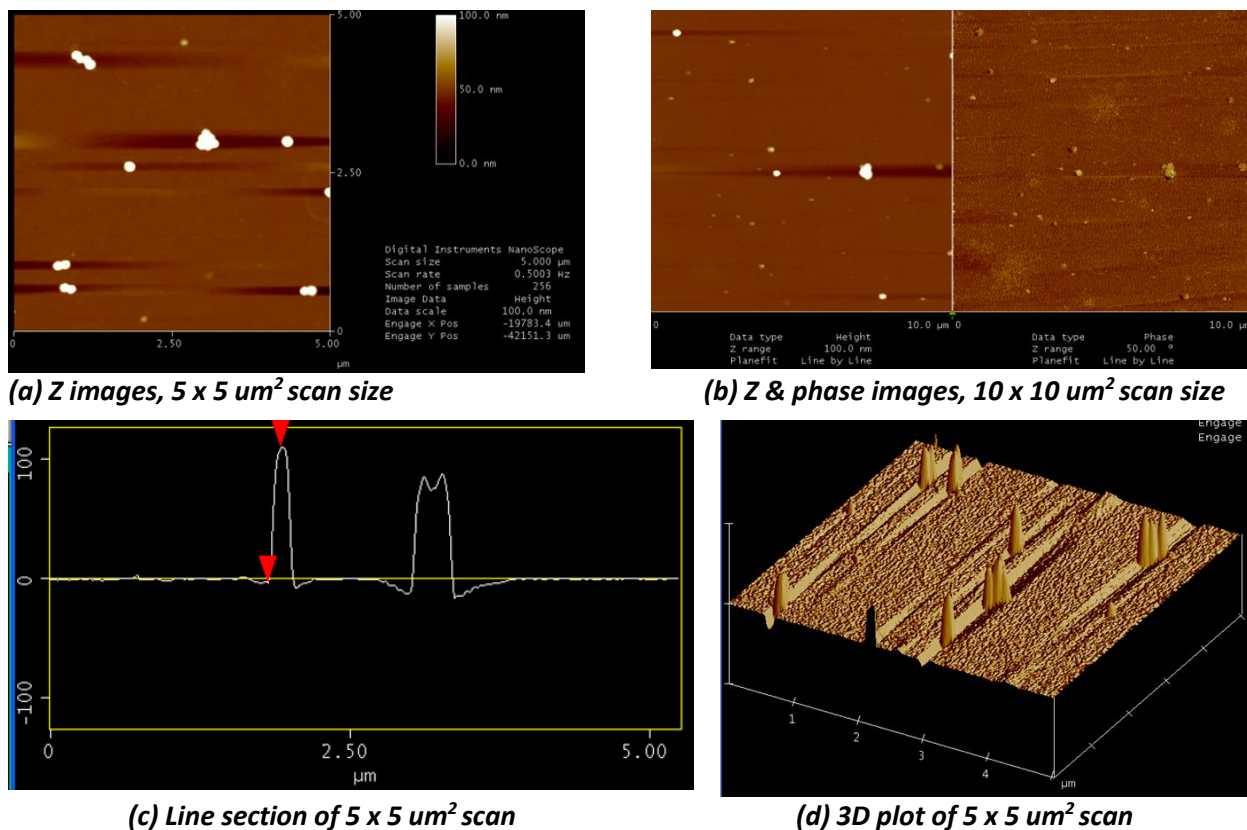 5.00
100.0 nm
50.0 nm
0.0 nm
2.50
0
0 2.50 5.00
µm
Digital Instruments NanoScope
Scan size 5.000 µm
Scan rate 0.5003 Hz
Number of samples 256
Image Data Height
Data scale 100.0 nm
Engage X Pos -19783.4 um
Engage Y Pos -42151.3 um
(a) Z images, 5 x 5 um² scan size
0 10.0 µm 0 10.0 µm
Data type Height
Z range 100.0 nm
Planefit Line by Line
Data type Phase
Z range 50.00 °
Planefit Line by Line
(b) Z & phase images, 10 x 10 um² scan size
100
0
-100
0 2.50 5.00
µm
(c) Line section of 5 x 5 um² scan
Engage
Engage
1
2
3
4
µm
(d) 3D plot of 5 x 5 um² scan